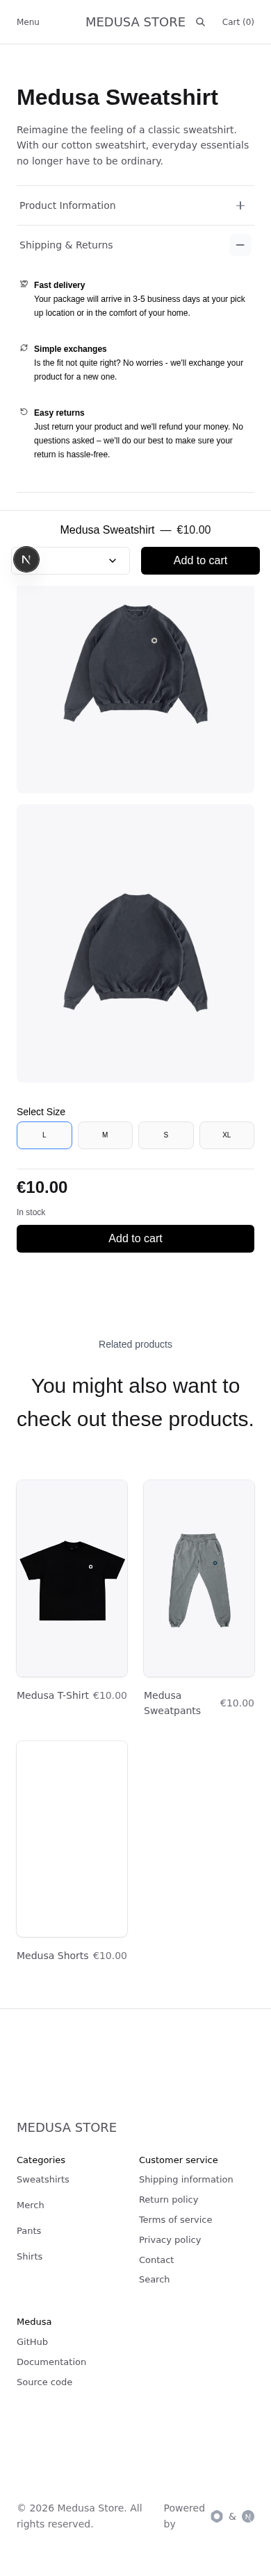 Menu
MEDUSA STORE
Cart (0)
Medusa Sweatshirt
Reimagine the feeling of a classic sweatshirt.
With our cotton sweatshirt, everyday essentials
no longer have to be ordinary.
Product Information
Shipping & Returns
Fast delivery
Your package will arrive in 3-5 business days at your pick
up location or in the comfort of your home.
Simple exchanges
Is the fit not quite right? No worries - we'll exchange your
product for a new one.
Easy returns
Just return your product and we'll refund your money. No
questions asked – we'll do our best to make sure your
return is hassle-free.
Medusa Sweatshirt — €10.00
N
Add to cart
Select Size
L
M
S
XL
€10.00
In stock
Add to cart
Related products
You might also want to
check out these products.
Medusa T-Shirt €10.00
Medusa
Sweatpants
€10.00
Medusa Shorts €10.00
MEDUSA STORE
Categories
Sweatshirts
Merch
Pants
Shirts
Customer service
Shipping information
Return policy
Terms of service
Privacy policy
Contact
Search
Medusa
GitHub
Documentation
Source code
© 2026 Medusa Store. All
rights reserved.
Powered
by
&
N